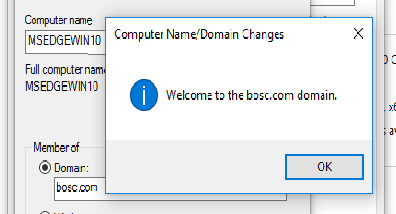 Computer name
MSEDGEWIN10
Full computer name
MSEDGEWIN10
Member of
Domain:
bosc.com
Computer Name/Domain Changes
Welcome to the bosc.com domain.
OK